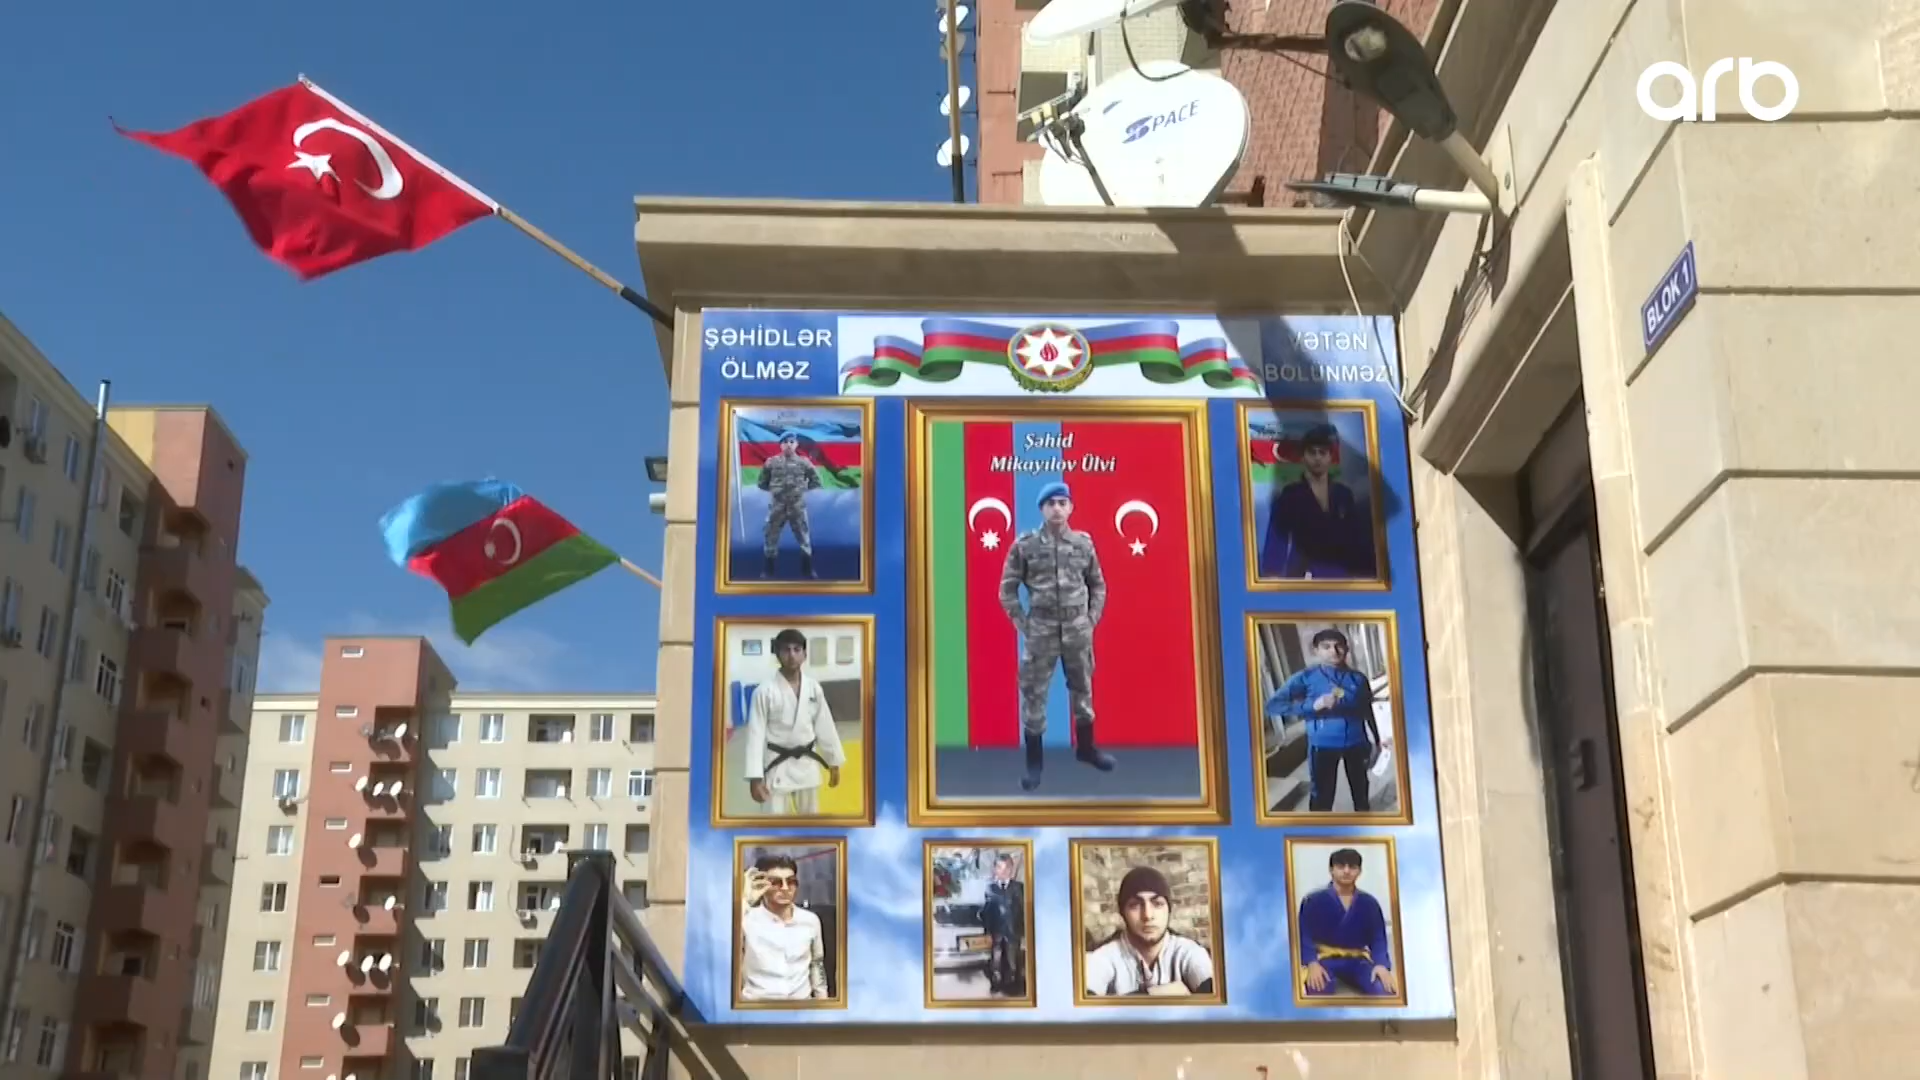 arb
SPACE
BLOK 1
ŞƏHİDLƏR
ÖLMƏZ
VƏTƏN
BÖLÜNMƏZ!
Şəhid
Mikayılov Ülvi